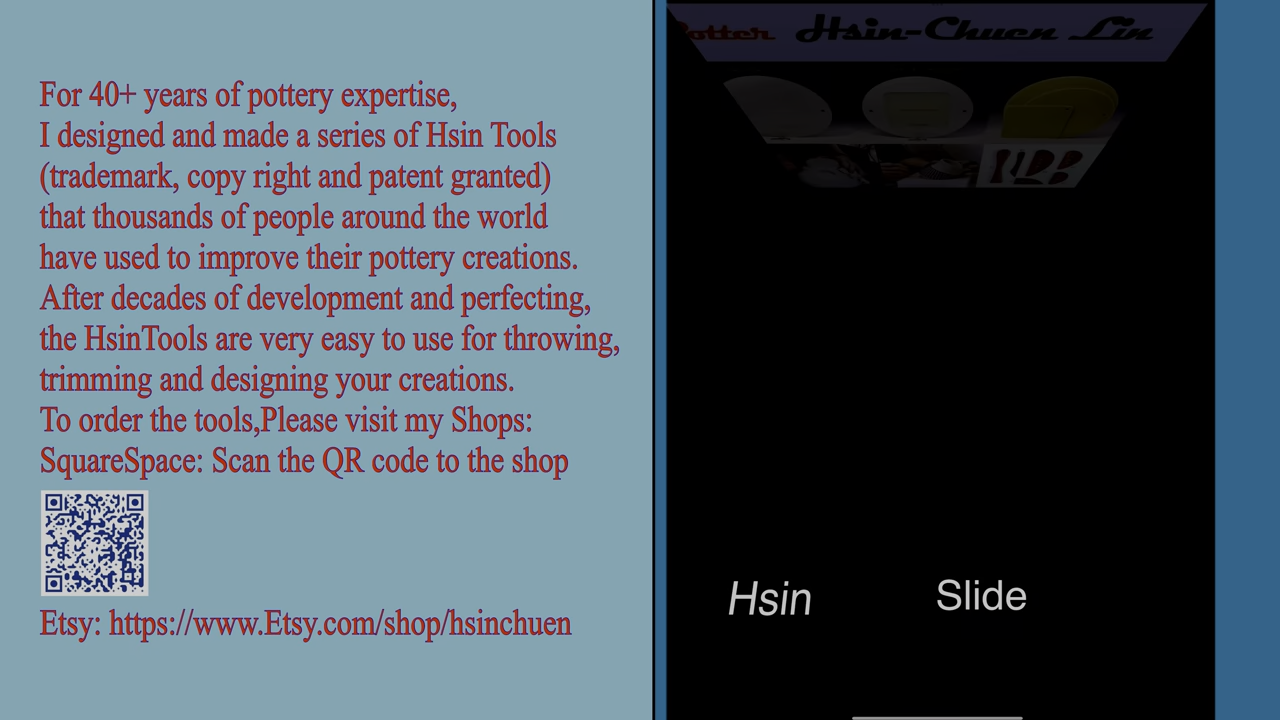 For 40+ years of pottery expertise,
I designed and made a series of Hsin Tools
(trademark, copy right and patent granted)
that thousands of people around the world
have used to improve their pottery creations.
After decades of development and perfecting,
the HsinTools are very easy to use for throwing,
trimming and designing your creations.
To order the tools,Please visit my Shops:
SquareSpace: Scan the QR code to the shop
Etsy: https://www.Etsy.com/shop/hsinchuen
Potter Hsin-Chuen Lin
Hsin Slide